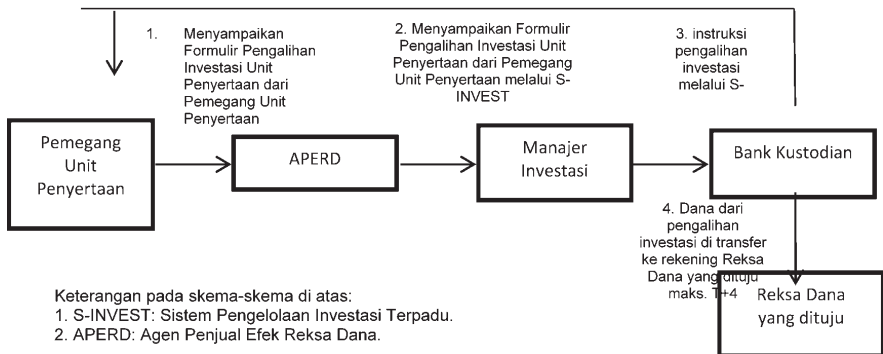 1. Menyampaikan
Formulir Pengalihan
Investasi Unit
Penyertaan dari
Pemegang Unit
Penyertaan
2. Menyampaikan Formulir
Pengalihan Investasi Unit
Penyertaan dari Pemegang
Unit Penyertaan melalui S-
INVEST
3. instruksi
pengalihan
investasi
melalui S-
Pemegang
Unit
Penyertaan
APERD
Manajer
Investasi
Bank Kustodian
4. Dana dari
pengalihan
investasi di transfer
ke rekening Reksa
Dana yang dituju
maks. T+4
Reksa Dana
yang dituju
Keterangan pada skema-skema di atas:
1. S-INVEST: Sistem Pengelolaan Investasi Terpadu.
2. APERD: Agen Penjual Efek Reksa Dana.